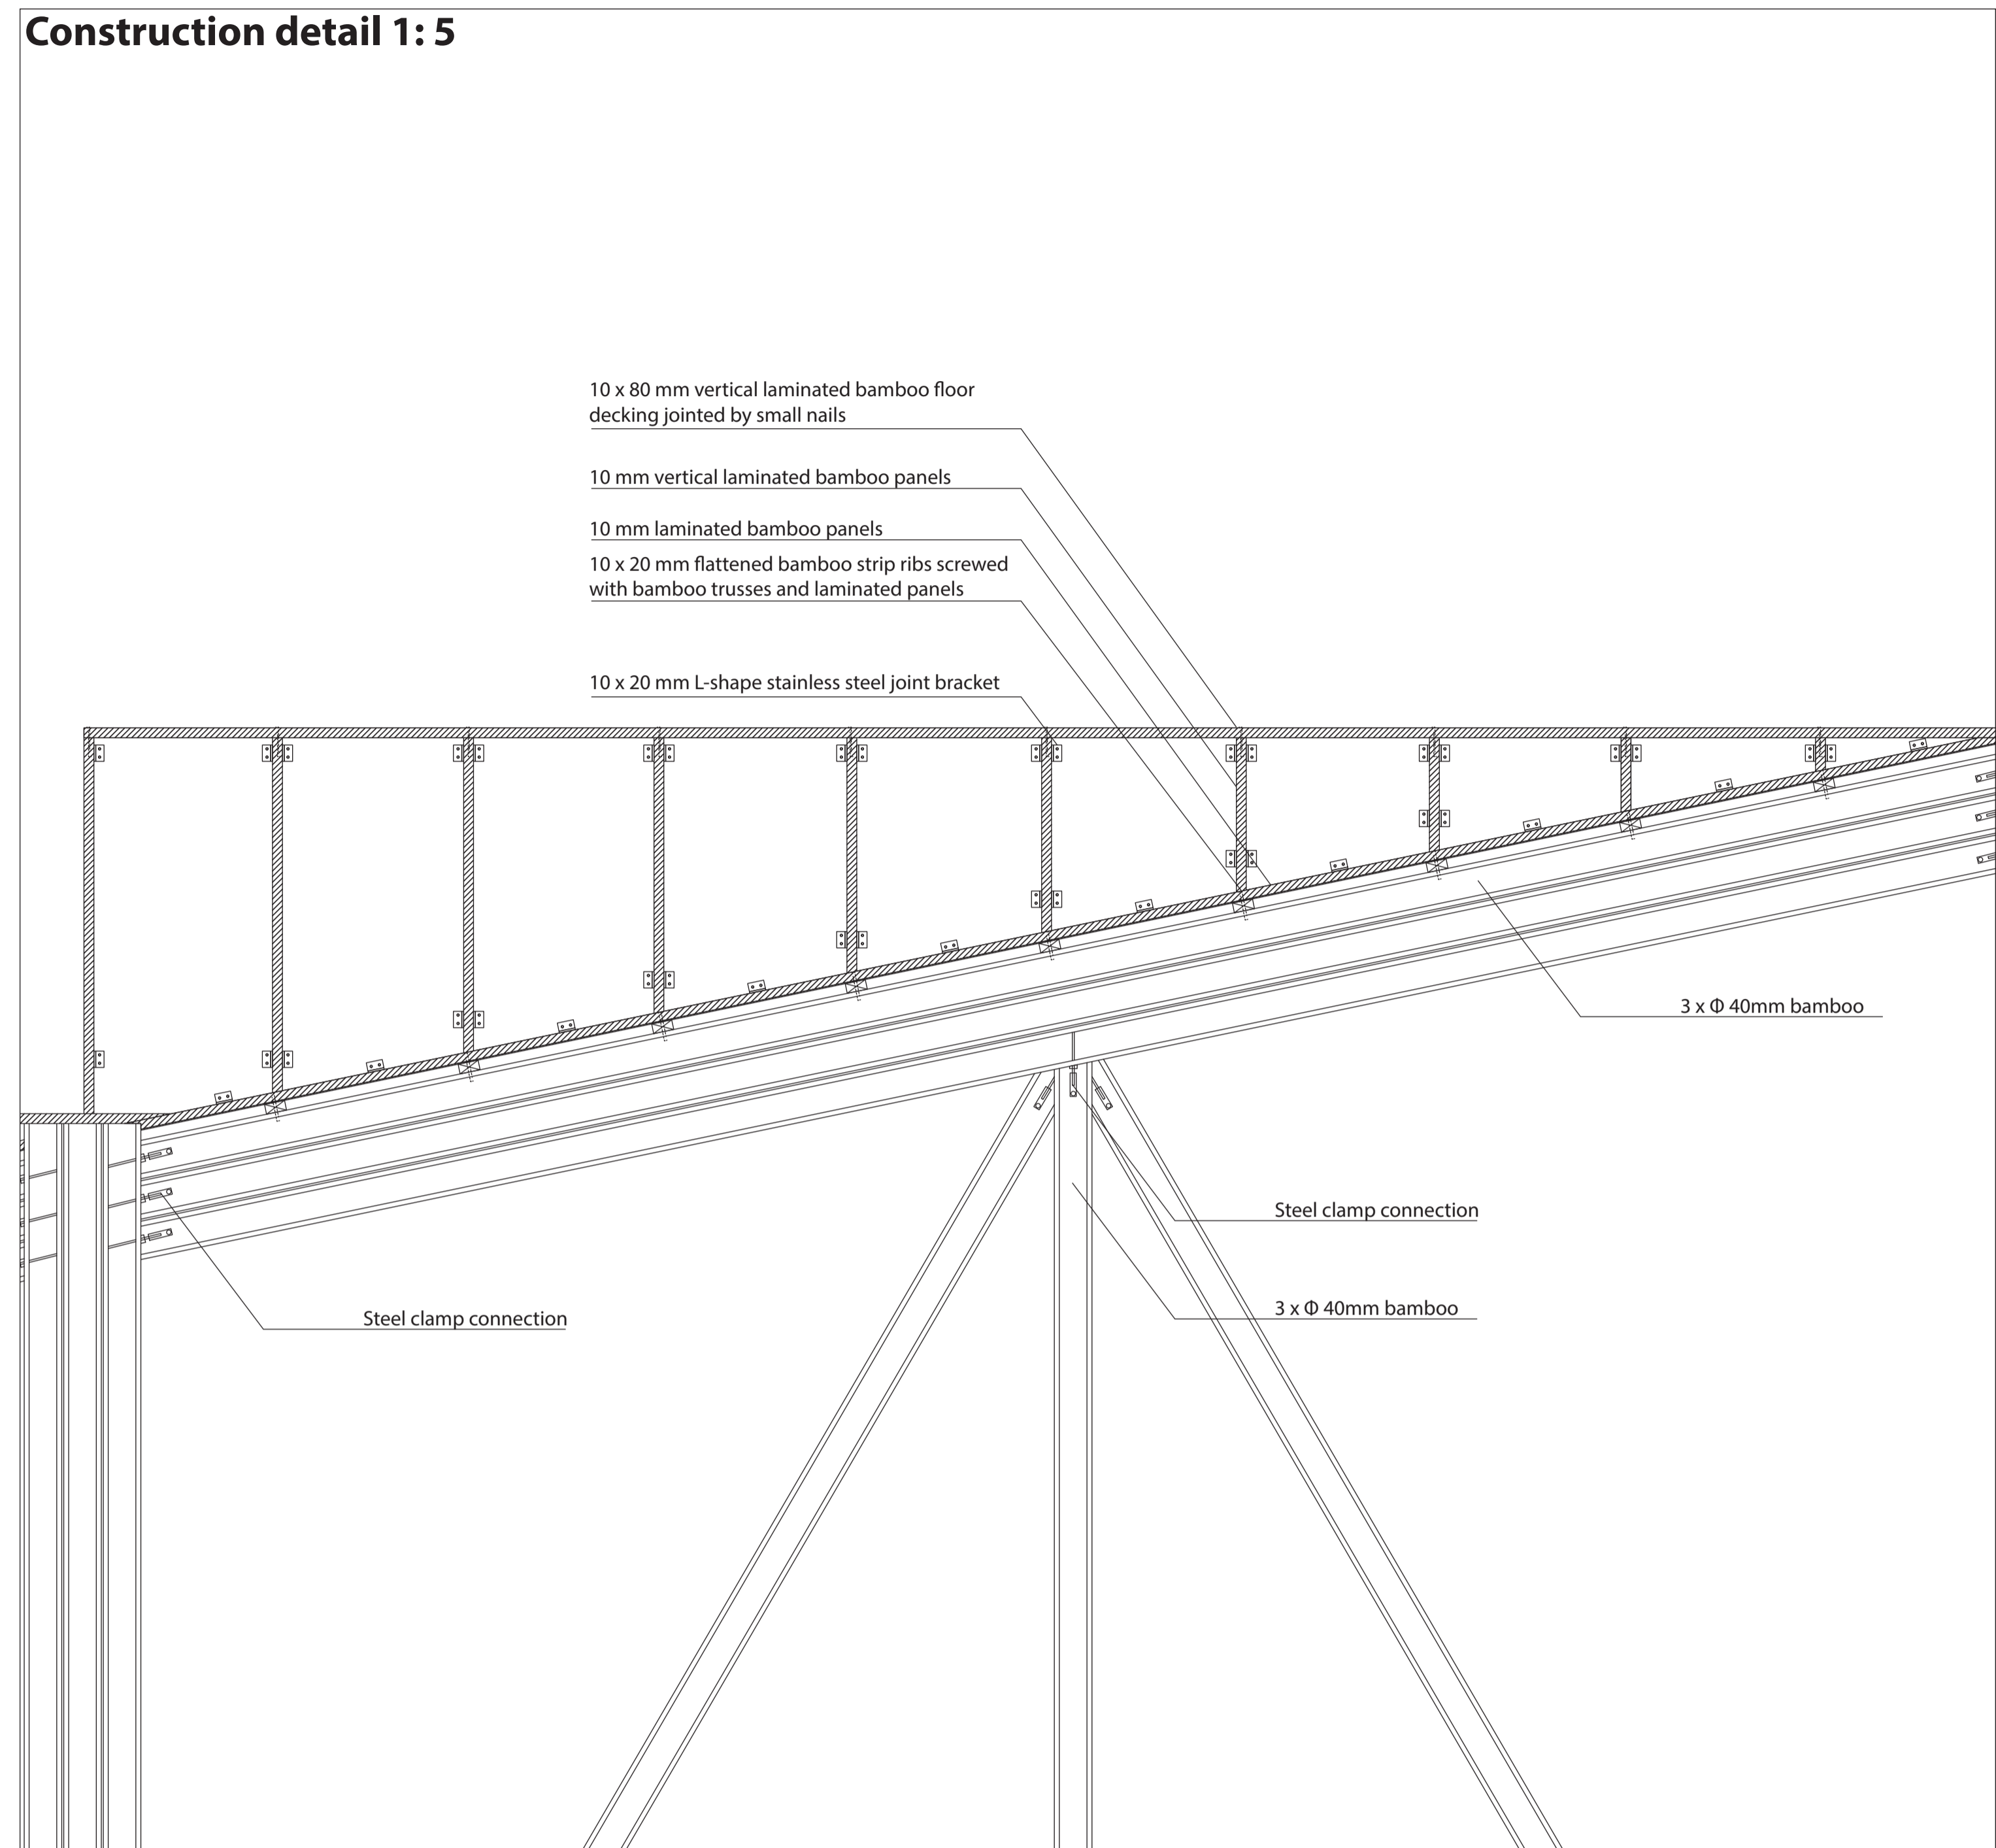 Construction detail 1: 5
10 x 80 mm vertical laminated bamboo floor
decking jointed by small nails
10 mm vertical laminated bamboo panels
10 mm laminated bamboo panels
10 x 20 mm flattened bamboo strip ribs screwed
with bamboo trusses and laminated panels
10 x 20 mm L-shape stainless steel joint bracket
3 x Φ 40mm bamboo
Steel clamp connection
3 x Φ 40mm bamboo
Steel clamp connection